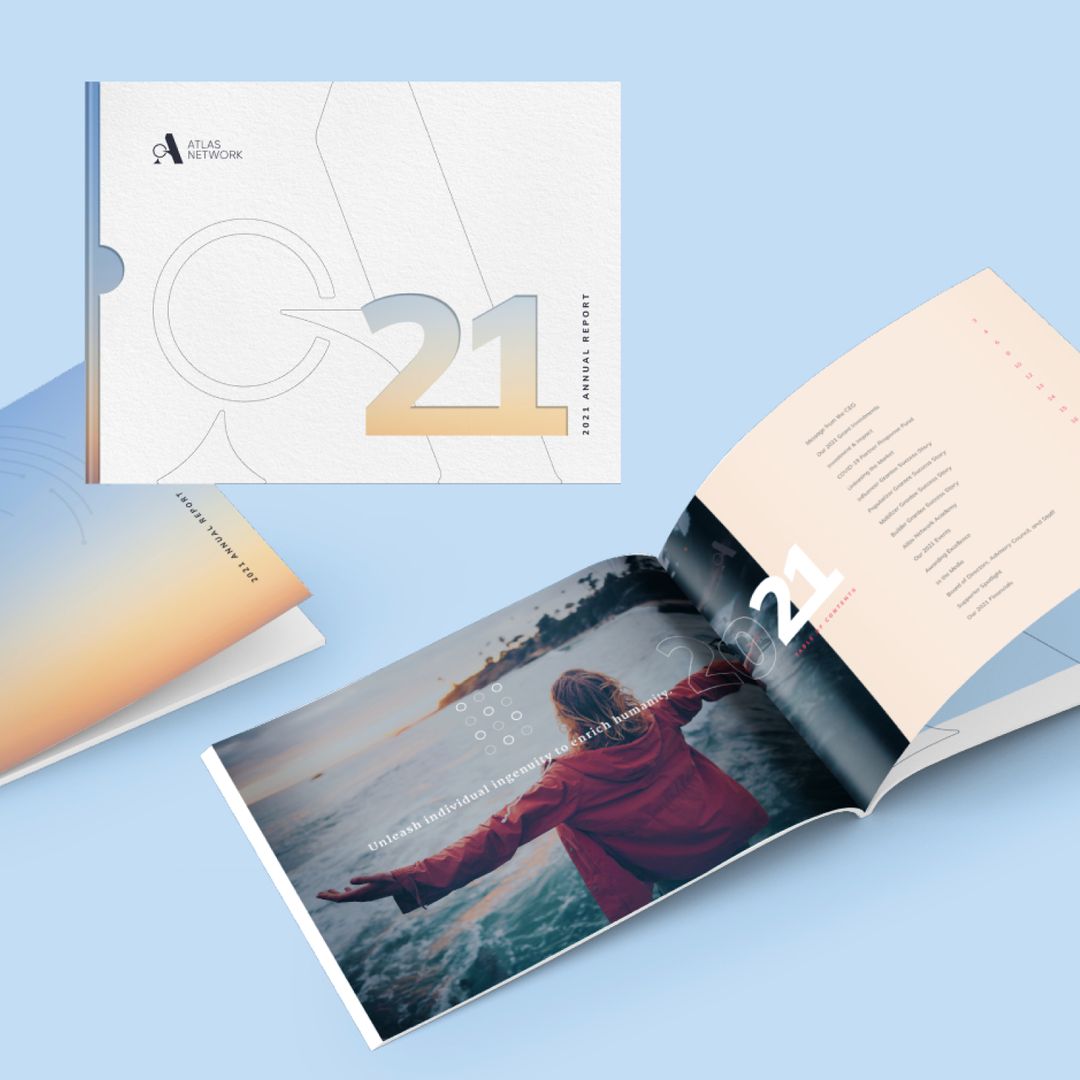 ATLAS
NETWORK
21
2021 ANNUAL REPORT
2021 ANNUAL REPORT
Unleash individual ingenuity to enrich humanity.
2021
TABLE OF CONTENTS
Message from the CEO
Our 2021 Grant Investments
Investment & Impact
COVID-19 Partner Response Fund
the Market
Influencer Grantee Success Story
Popularizer Grantee Success Story
Mobilizer Grantee Success Story
Builder Grantee Success Story
Atlas Network Academy
Our 2021 Events
Awarding Excellence
In the Media
Board of Directors, Advisory Council, and Staff
Supporter Spotlight
Our 2021 Financials